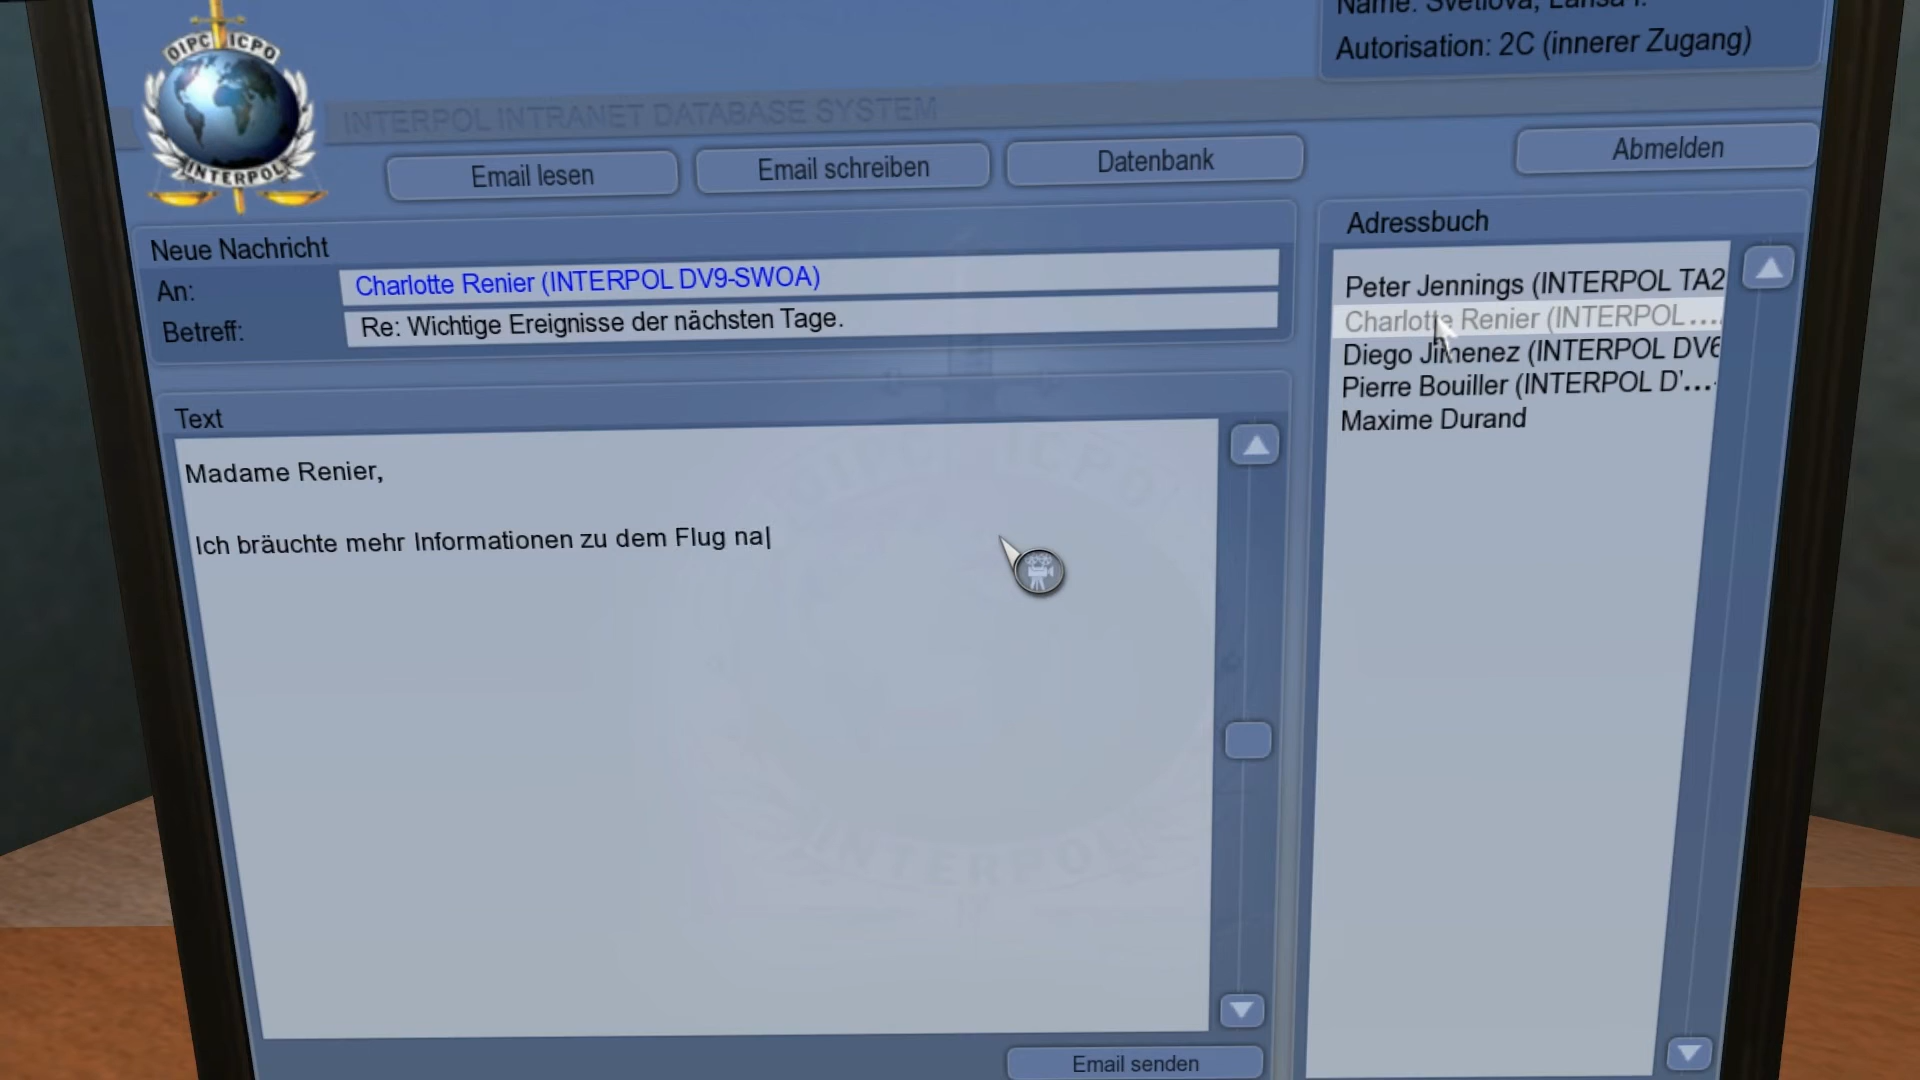 Autorisation: 2C (innerer Zugang)
OIPC ICPO
INTERPOL
INTERPOL INTRANET DATABASE SYSTEM
Email lesen
Email schreiben
Datenbank
Abmelden
Neue Nachricht
An:
Charlotte Renier (INTERPOL DV9-SWOA)
Betreff:
Re: Wichtige Ereignisse der nächsten Tage.
Adressbuch
Peter Jennings (INTERPOL TA2
Charlotte Renier (INTERPOL ...
Diego Jimenez (INTERPOL DV6
Pierre Bouiller (INTERPOL D'...
Maxime Durand
Text
Madame Renier,
Ich bräuchte mehr Informationen zu dem Flug na
OIPC ICPO
INTERPOL
Email senden